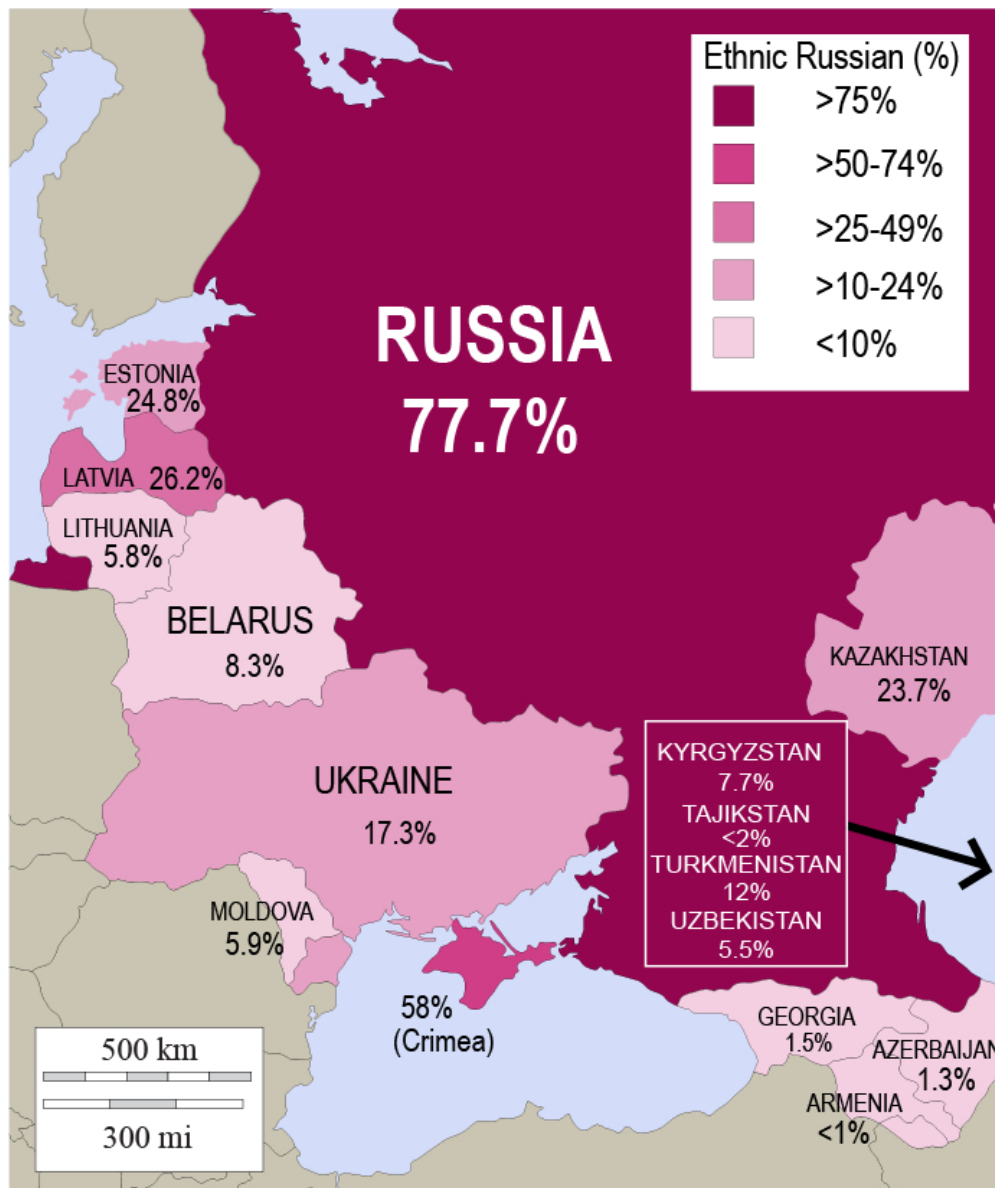 Ethnic Russian (%)
>75%
>50-74%
>25-49%
>10-24%
<10%
RUSSIA
77.7%
ESTONIA
24.8%
LATVIA 26.2%
LITHUANIA
5.8%
BELARUS
8.3%
KAZAKHSTAN
23.7%
UKRAINE
17.3%
KYRGYZSTAN
7.7%
TAJIKSTAN
<2%
TURKMENISTAN
12%
UZBEKISTAN
5.5%
MOLDOVA
5.9%
58%
(Crimea)
GEORGIA
1.5%
AZERBAIJAN
1.3%
ARMENIA
<1%
500 km
300 mi